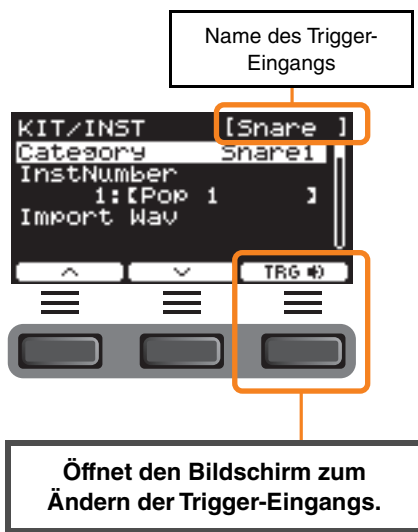 Name des Trigger-
Eingangs
KIT/INST [Snare ]
Category Snare1
InstNumber
1:【Pop 1 】
Import Wav
TRG
Öffnet den Bildschirm zum
Ändern der Trigger-Eingangs.